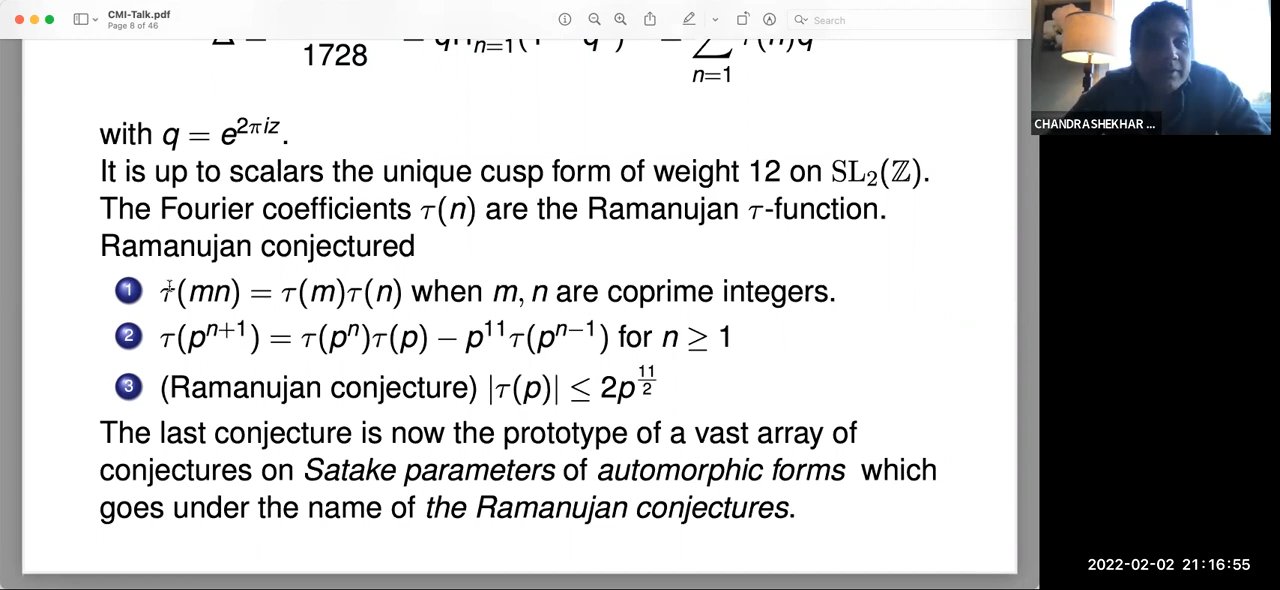 CMI-Talk.pdf
Page 8 of 46
Search
1728
n=1
n=1
with q = e^{2πiz}.
It is up to scalars the unique cusp form of weight 12 on SL₂(ℤ).
The Fourier coefficients τ(n) are the Ramanujan τ-function.
Ramanujan conjectured
1 τ(mn) = τ(m)τ(n) when m, n are coprime integers.
2 τ(p^{n+1}) = τ(p^n)τ(p) − p^{11}τ(p^{n−1}) for n ≥ 1
3 (Ramanujan conjecture) |τ(p)| ≤ 2p^{11/2}
The last conjecture is now the prototype of a vast array of
conjectures on Satake parameters of automorphic forms which
goes under the name of the Ramanujan conjectures.
CHANDRASHEKHAR ...
2022-02-02 21:16:55